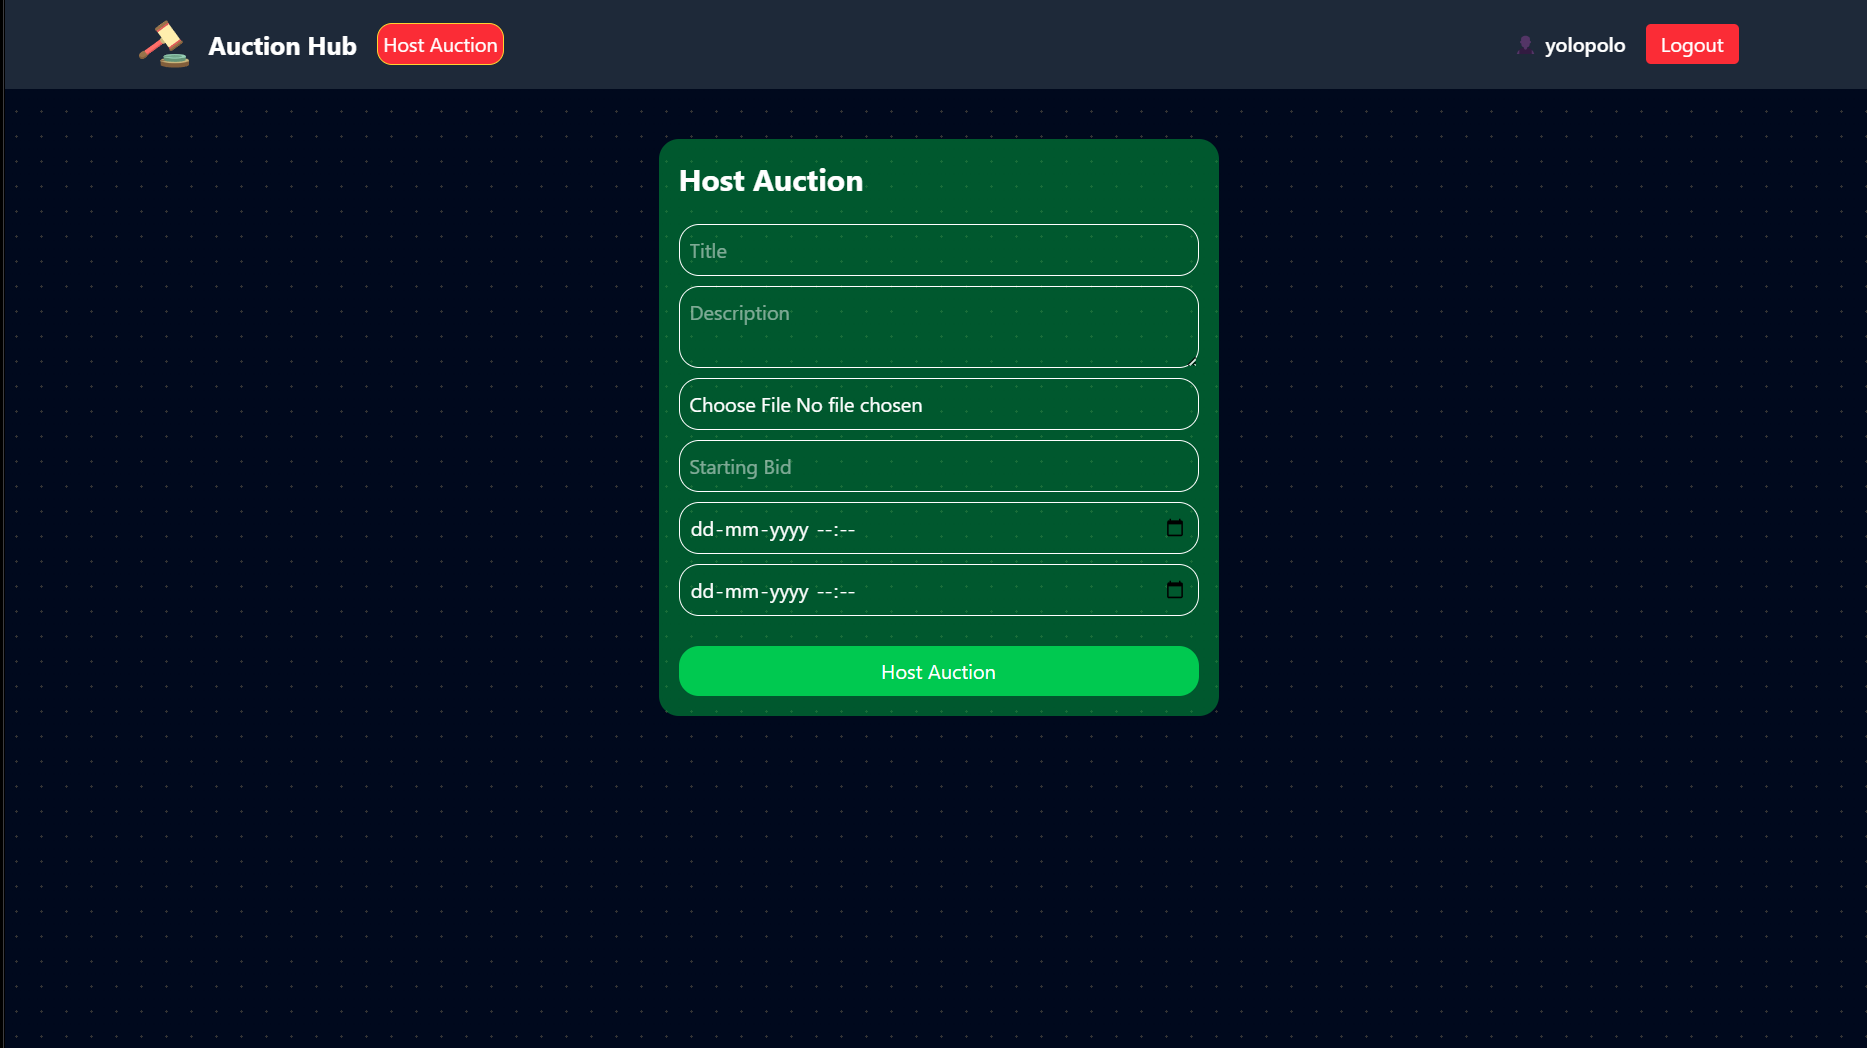 Auction Hub
Host Auction
yolopolo
Logout
Host Auction
Title
Description
Choose File No file chosen
Starting Bid
dd-mm-yyyy --:--
dd-mm-yyyy --:--
Host Auction